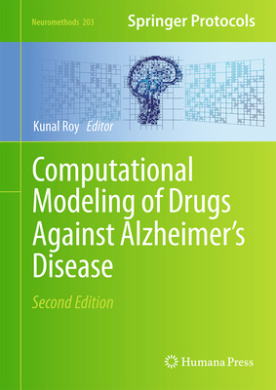 Neuromethods 203
Springer Protocols
Kunal Roy Editor
Computational
Modeling of Drugs
Against Alzheimer's
Disease
Second Edition
Humana Press